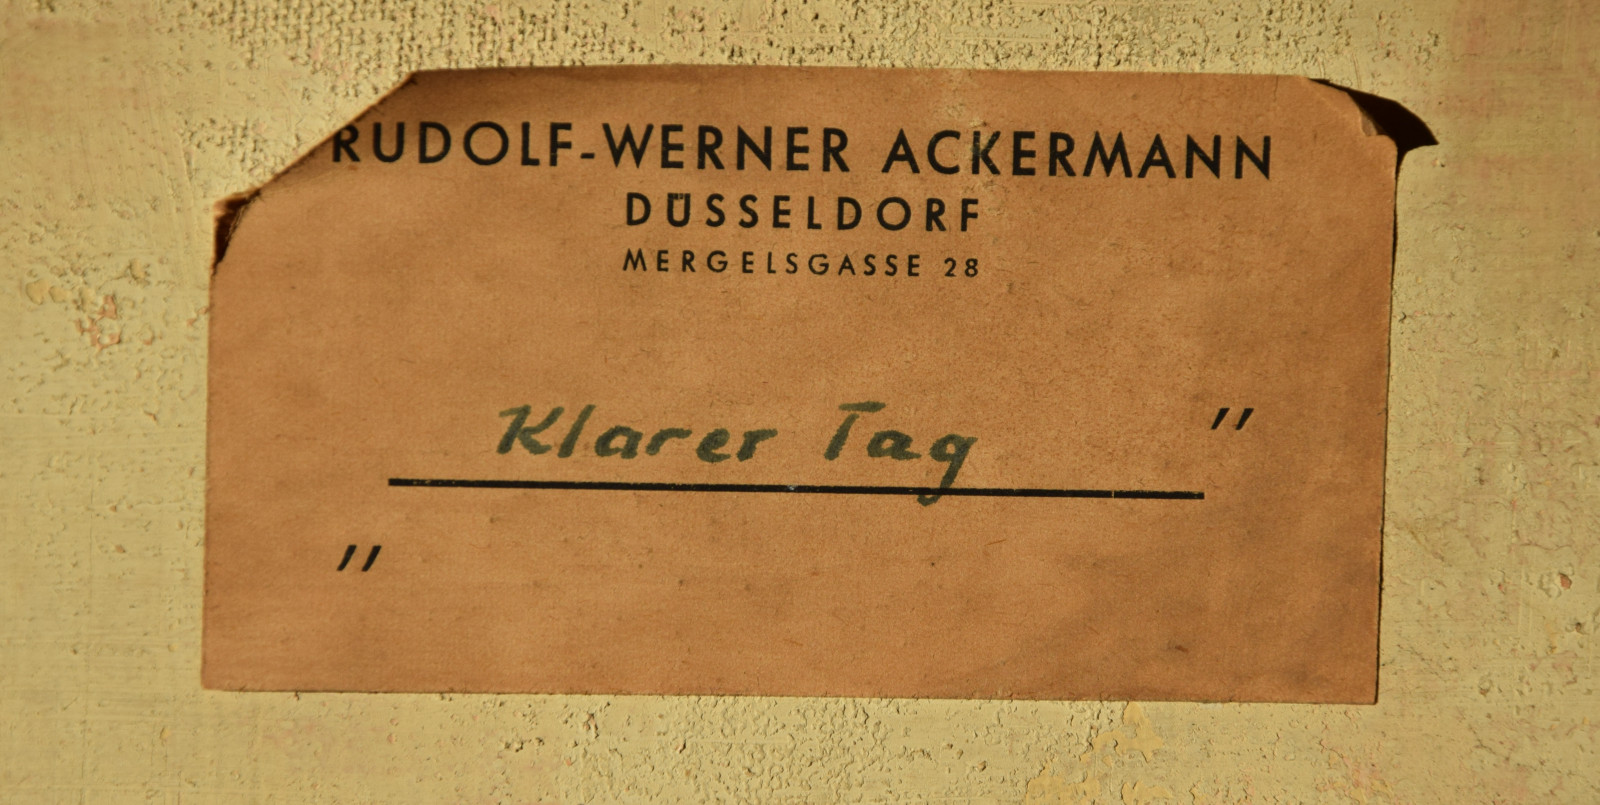 RUDOLF-WERNER ACKERMANN
DÜSSELDORF
MERGELSGASSE 28
Klarer Tag "
"